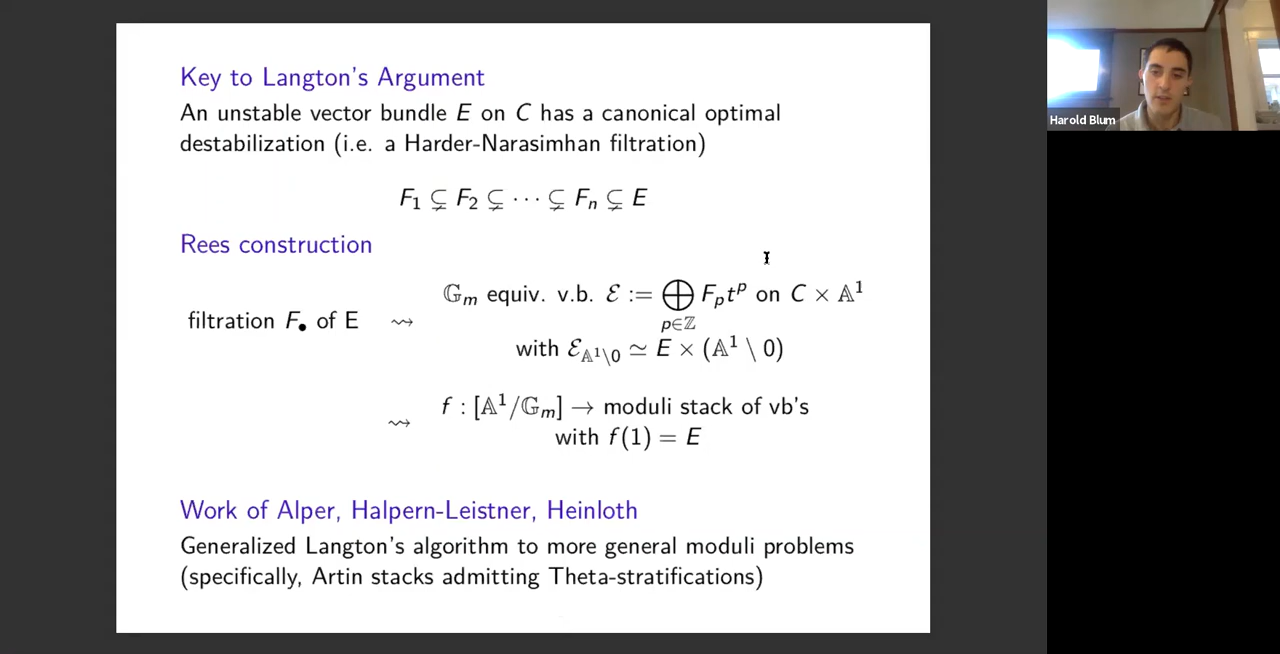 Key to Langton's Argument
An unstable vector bundle E on C has a canonical optimal
destabilization (i.e. a Harder-Narasimhan filtration)
F₁ ⊊ F₂ ⊊ ⋯ ⊊ Fₙ ⊊ E
Rees construction
𝔾ₘ equiv. v.b. ℰ := ⨁_{p∈ℤ} F_p t^p on C × 𝔸¹
filtration F_• of E ⇝
with ℰ_{𝔸¹\0} ≃ E × (𝔸¹ \ 0)
⇝ f : [𝔸¹/𝔾ₘ] → moduli stack of vb's
with f(1) = E
Work of Alper, Halpern-Leistner, Heinloth
Generalized Langton's algorithm to more general moduli problems
(specifically, Artin stacks admitting Theta-stratifications)
Harold Blum